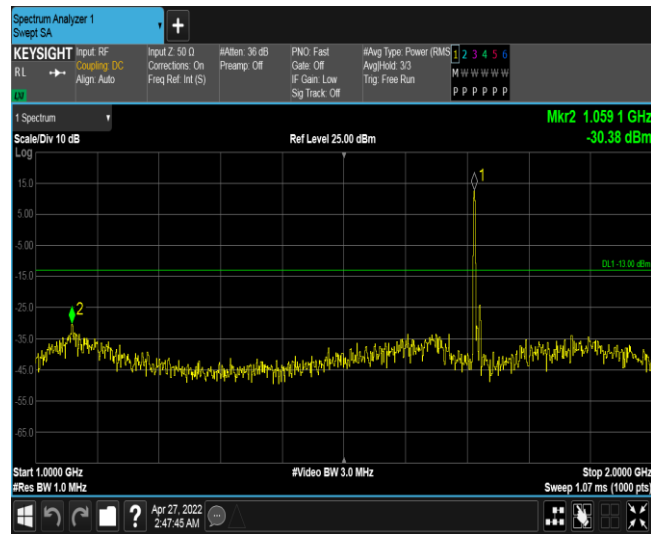 Spectrum Analyzer 1
Swept SA
+
KEYSIGHT Input: RF Input Z: 50 Ω #Atten: 36 dB PNO: Fast #Avg Type: Power (RMS 1 2 3 4 5 6
RL Coupling: DC Corrections: On Preamp: Off Gate: Off Avg|Hold: 3/3 M W W W W W
Align: Auto Freq Ref: Int (S) IF Gain: Low Trig: Free Run
Sig Track: Off P P P P P P
1 Spectrum Mkr2 1.059 1 GHz
Scale/Div 10 dB Ref Level 25.00 dBm -30.38 dBm
Log
1
15.0
5.00
-5.00
DL1 -13.00 dBm
-15.0
-25.0
2
-35.0
-45.0
-55.0
-65.0
Start 1.0000 GHz #Video BW 3.0 MHz Stop 2.0000 GHz
#Res BW 1.0 MHz Sweep 1.07 ms (1000 pts)
? Apr 27, 2022
2:47:45 AM